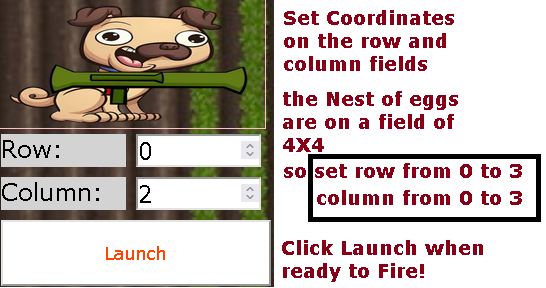 Set Coordinates
on the row and
column fields
the Nest of eggs
are on a field of
4X4
so set row from 0 to 3
column from 0 to 3
Row: 0
Column: 2
Launch
Click Launch when
ready to Fire!